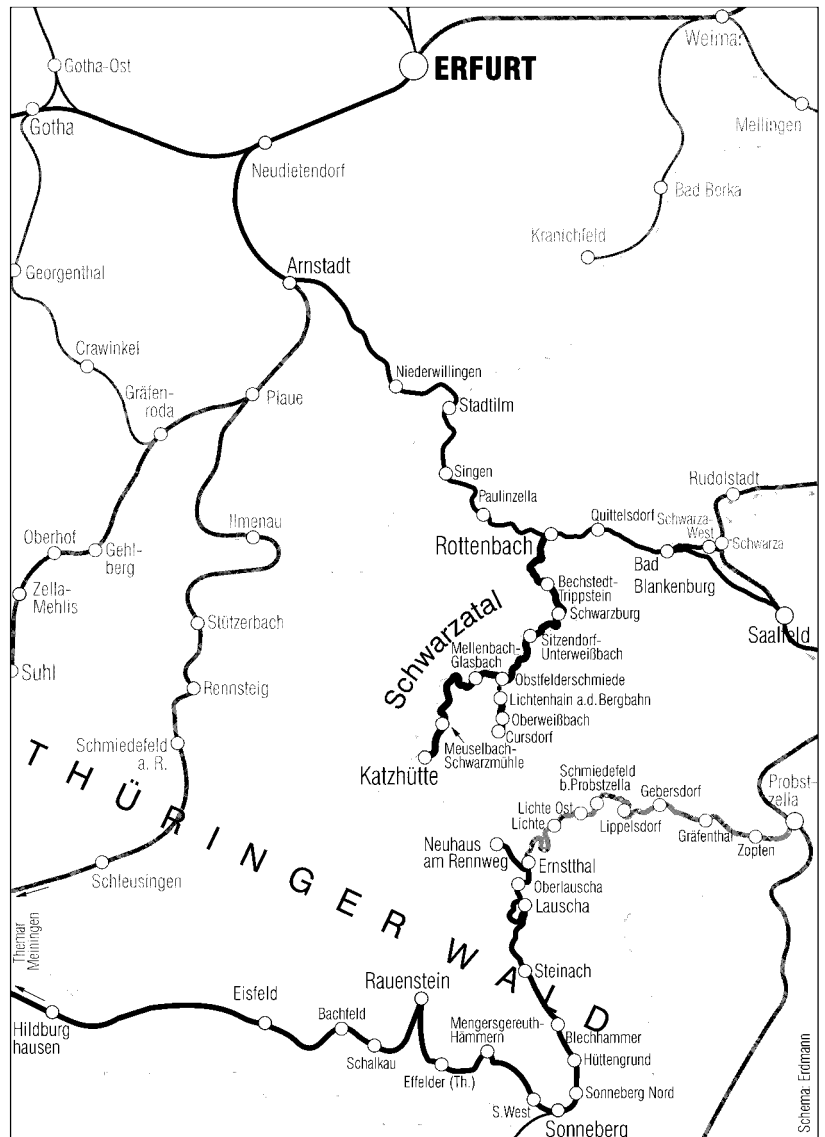 Gotha-Ost
ERFURT
Weimar
Gotha
Neudietendorf
Mellingen
Bad Berka
Kranichfeld
Georgenthal
Arnstadt
Crawinkel
Gräfen-
roda
Plaue
Niederwillingen
Stadtilm
Singen
Paulinzella
Rudolstadt
Quittelsdorf
Schwarza-
West
Schwarza
Rottenbach
Bad
Blankenburg
Ilmenau
Oberhof
Gehl-
berg
Zella-
Mehlis
Bechstedt-
Trippstein
Schwarzburg
Saalfeld
Stützerbach
Schwarzatal
Sitzendorf-
Unterweißbach
Mellenbach-
Glasbach
Suhl
Rennsteig
Obstfelderschmiede
Lichtenhain a.d.Bergbahn
Oberweißbach
Cursdorf
Meuselbach-
Schwarzmühle
Katzhütte
Schmiedefeld
a. R.
THÜRINGER WALD
Schmiedefeld
b. Probstzella
Gebersdorf
Probst-
zella
Lichte Ost
Lichte
Lippelsdorf
Gräfenthal
Zopten
Neuhaus
am Rennweg
Ernstthal
Oberlauscha
Lauscha
Schleusingen
Themar
Meiningen
Steinach
Rauenstein
Eisfeld
Bachfeld
Mengersgereuth-
Hämmern
Blechhammer
Hildburg
hausen
Schalkau
Effelder (Th.)
Hüttengrund
Sonneberg Nord
S.West
Sonneberg
Schema: Erdmann